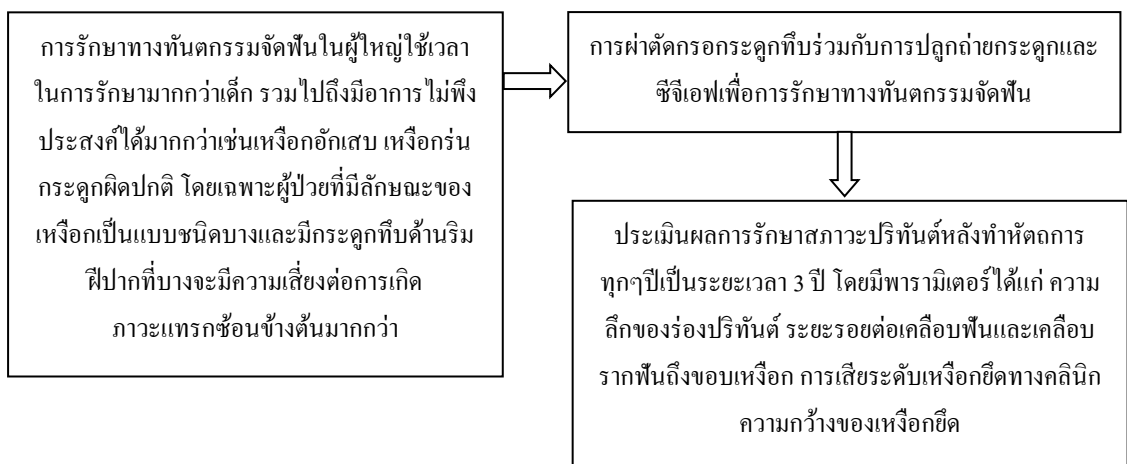 การรักษาทางทันตกรรมจัดฟันในผู้ใหญ่ใช้เวลา
ในการรักษามากกว่าเด็ก รวมไปถึงมีอาการไม่พึง
ประสงค์ได้มากกว่าเช่นเหงือกอักเสบ เหงือกร่น
กระดูกผิดปกติ โดยเฉพาะผู้ป่วยที่มีลักษณะของ
เหงือกเป็นแบบชนิดบางและมีกระดูกทึบด้านริม
ฝีปากที่บางจะมีความเสี่ยงต่อการเกิด
ภาวะแทรกซ้อนข้างต้นมากกว่า
การผ่าตัดกรอกระดูกทึบร่วมกับการปลูกถ่ายกระดูกและ
ซีจีเอฟเพื่อการรักษาทางทันตกรรมจัดฟัน
ประเมินผลการรักษาสภาวะปริทันต์หลังทำหัตถการ
ทุกๆปีเป็นระยะเวลา 3 ปี โดยมีพารามิเตอร์ได้แก่ ความ
ลึกของร่องปริทันต์ ระยะรอยต่อเคลือบฟันและเคลือบ
รากฟันถึงขอบเหงือก การเสียระดับเหงือกยึดทางคลินิก
ความกว้างของเหงือกยึด